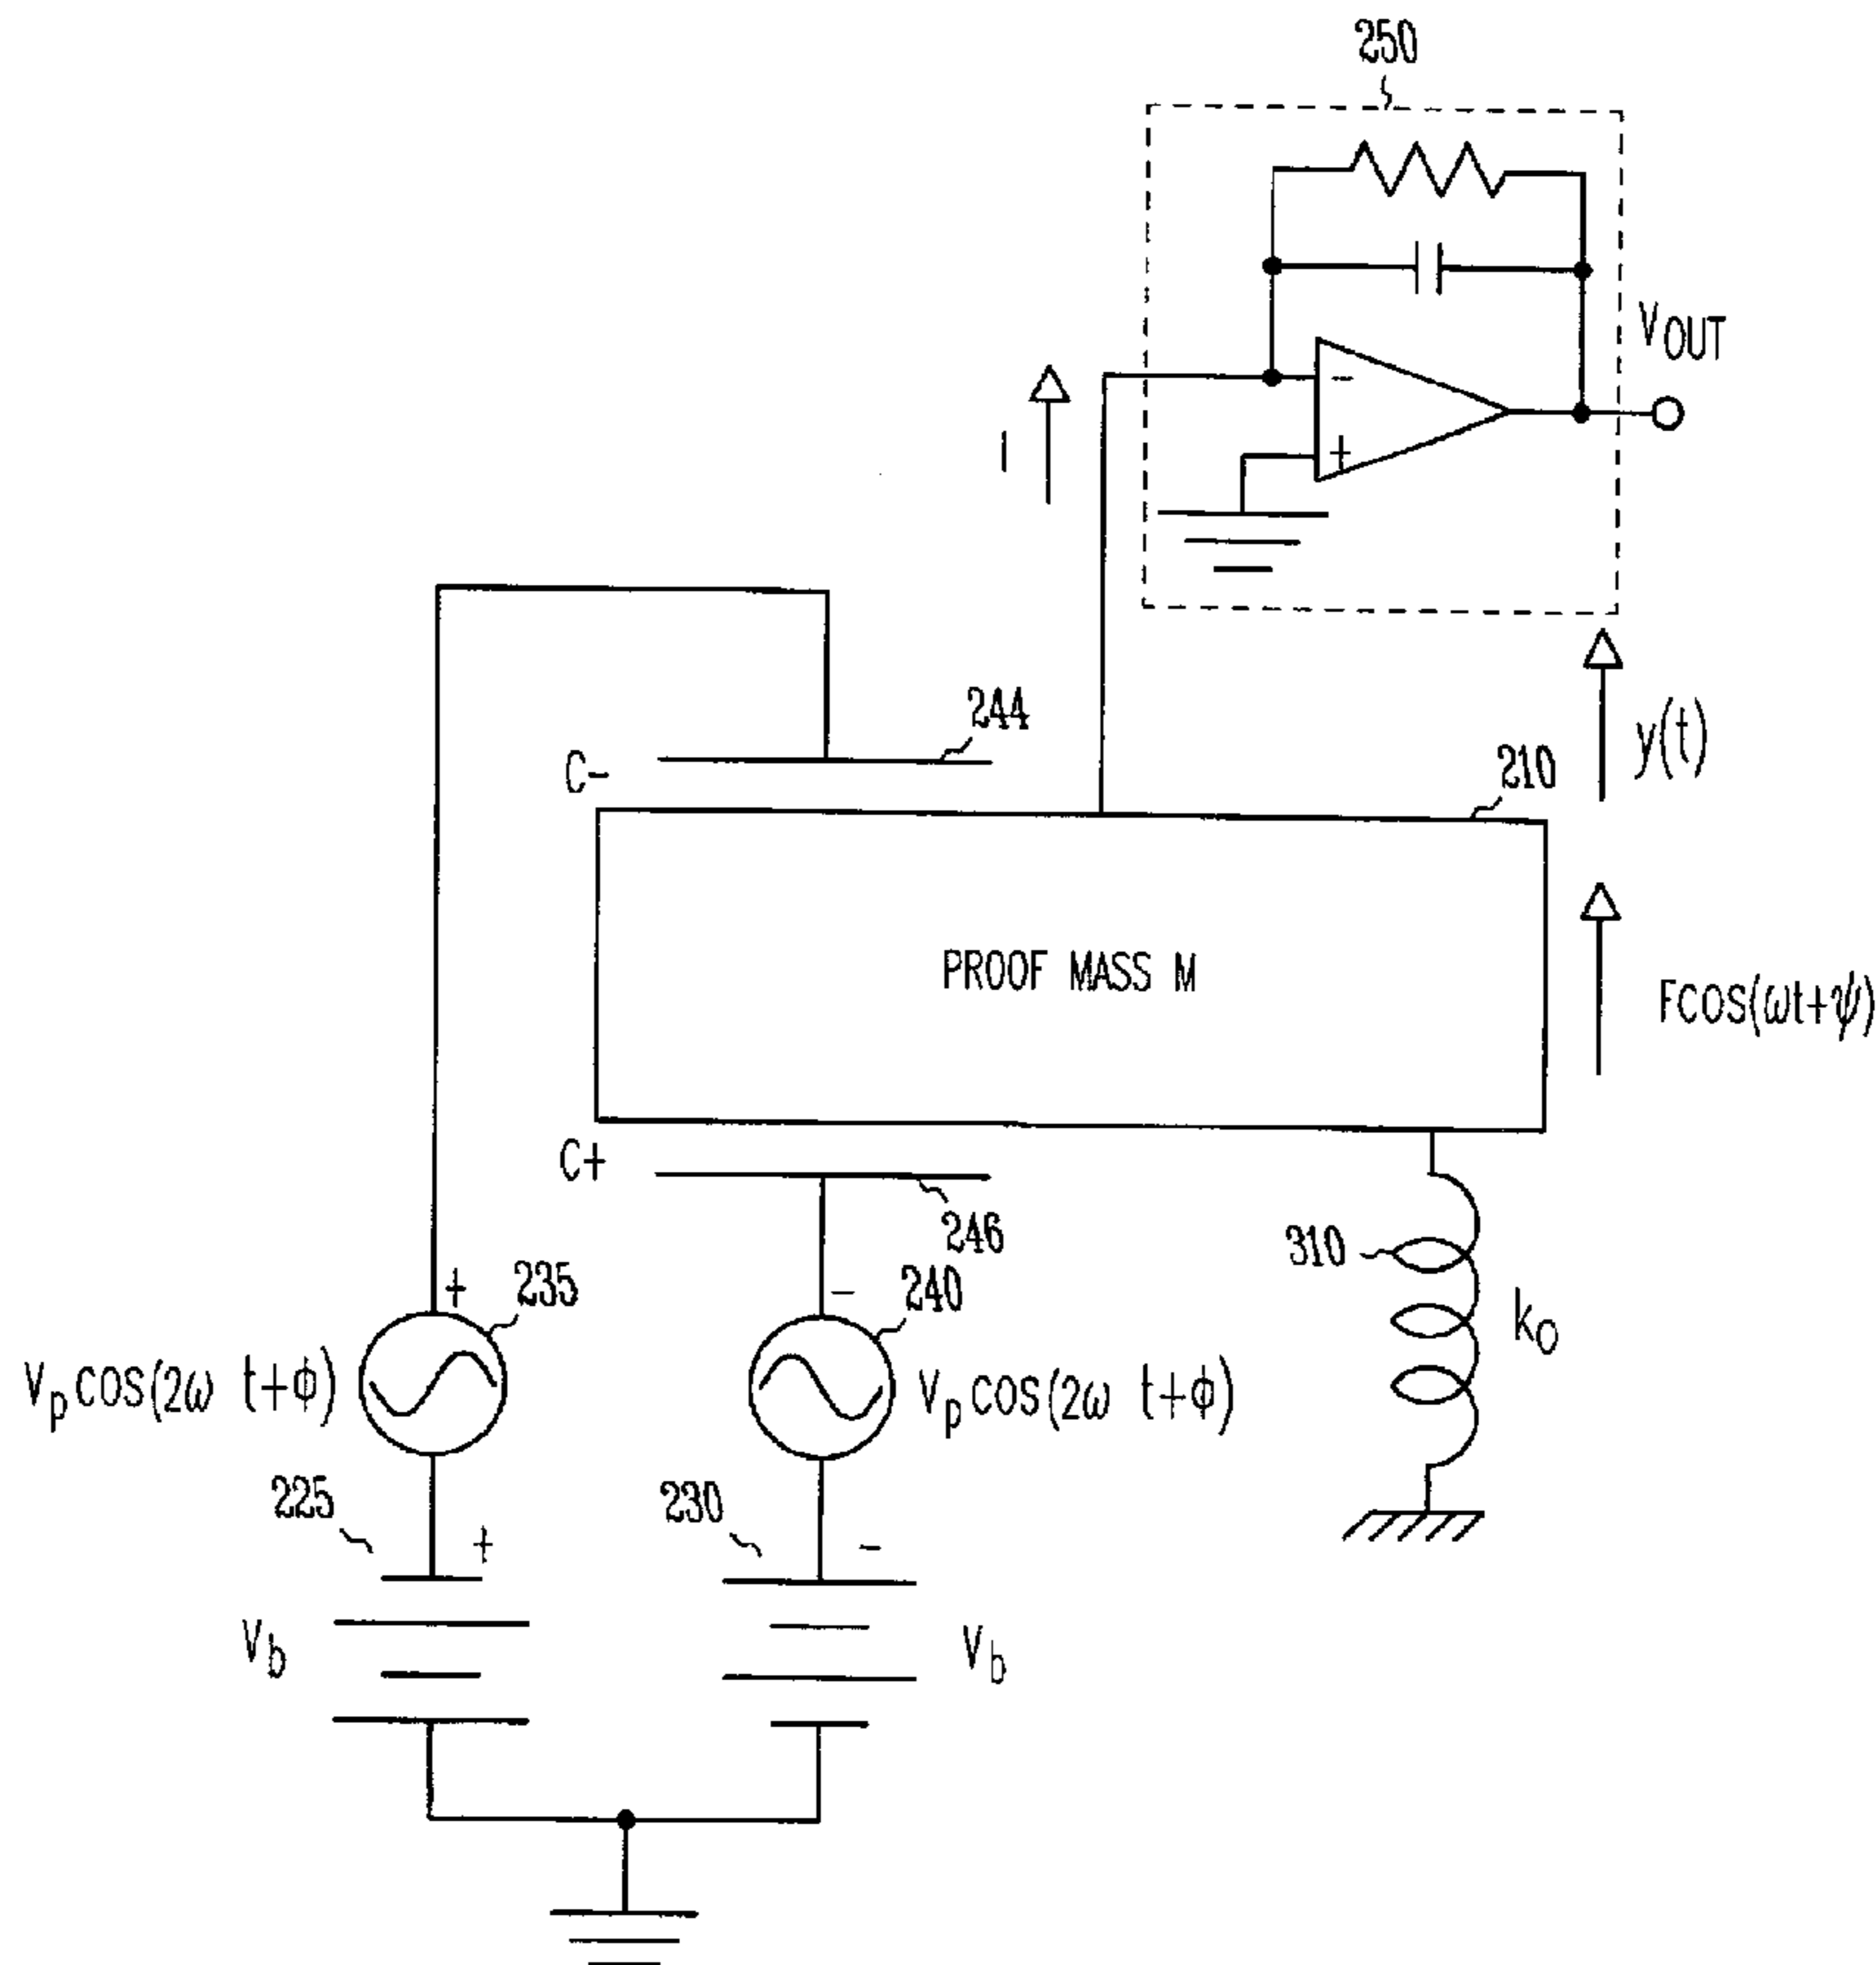 250
V_OUT
I
y(t)
244
C-
210
PROOF MASS M
Fcos(ωt+ψ)
C+
246
310
k_O
+
235
-
240
V_p cos(2ω t+ϕ)
V_p cos(2ω t+ϕ)
225
+
230
-
V_b
V_b
-
+